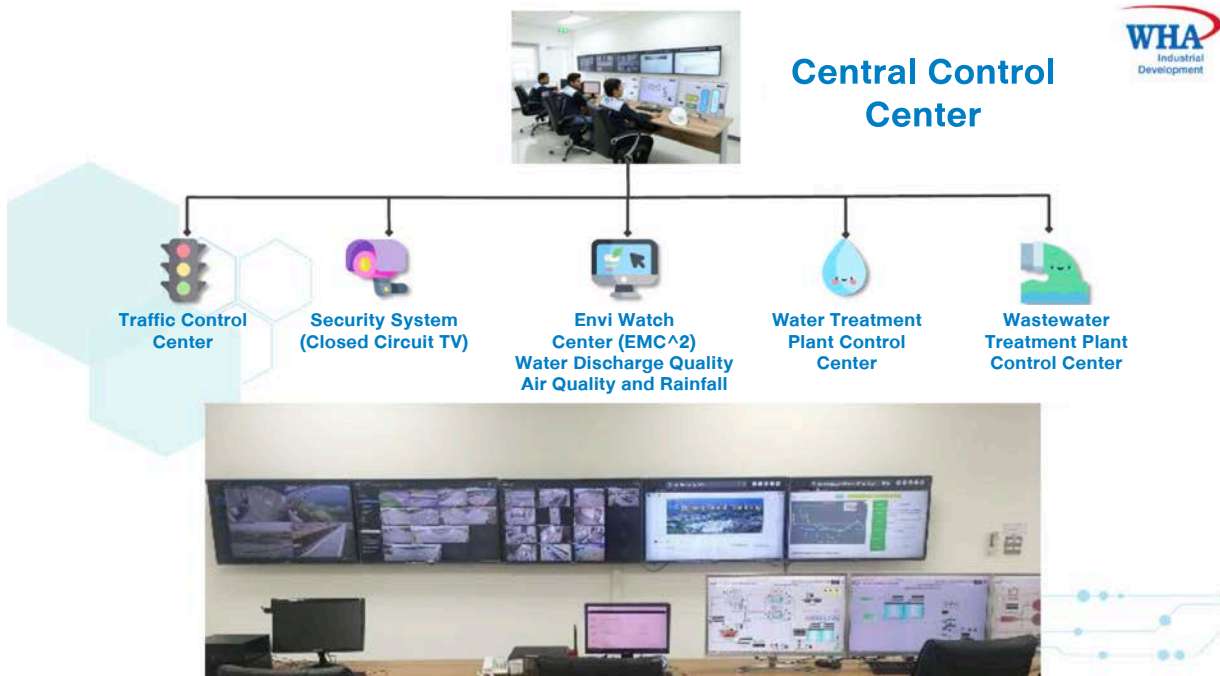 WHA
Industrial
Development
Central Control
Center
Traffic Control
Center
Security System
(Closed Circuit TV)
Envi Watch
Center (EMC^2)
Water Discharge Quality
Air Quality and Rainfall
Water Treatment
Plant Control
Center
Wastewater
Treatment Plant
Control Center